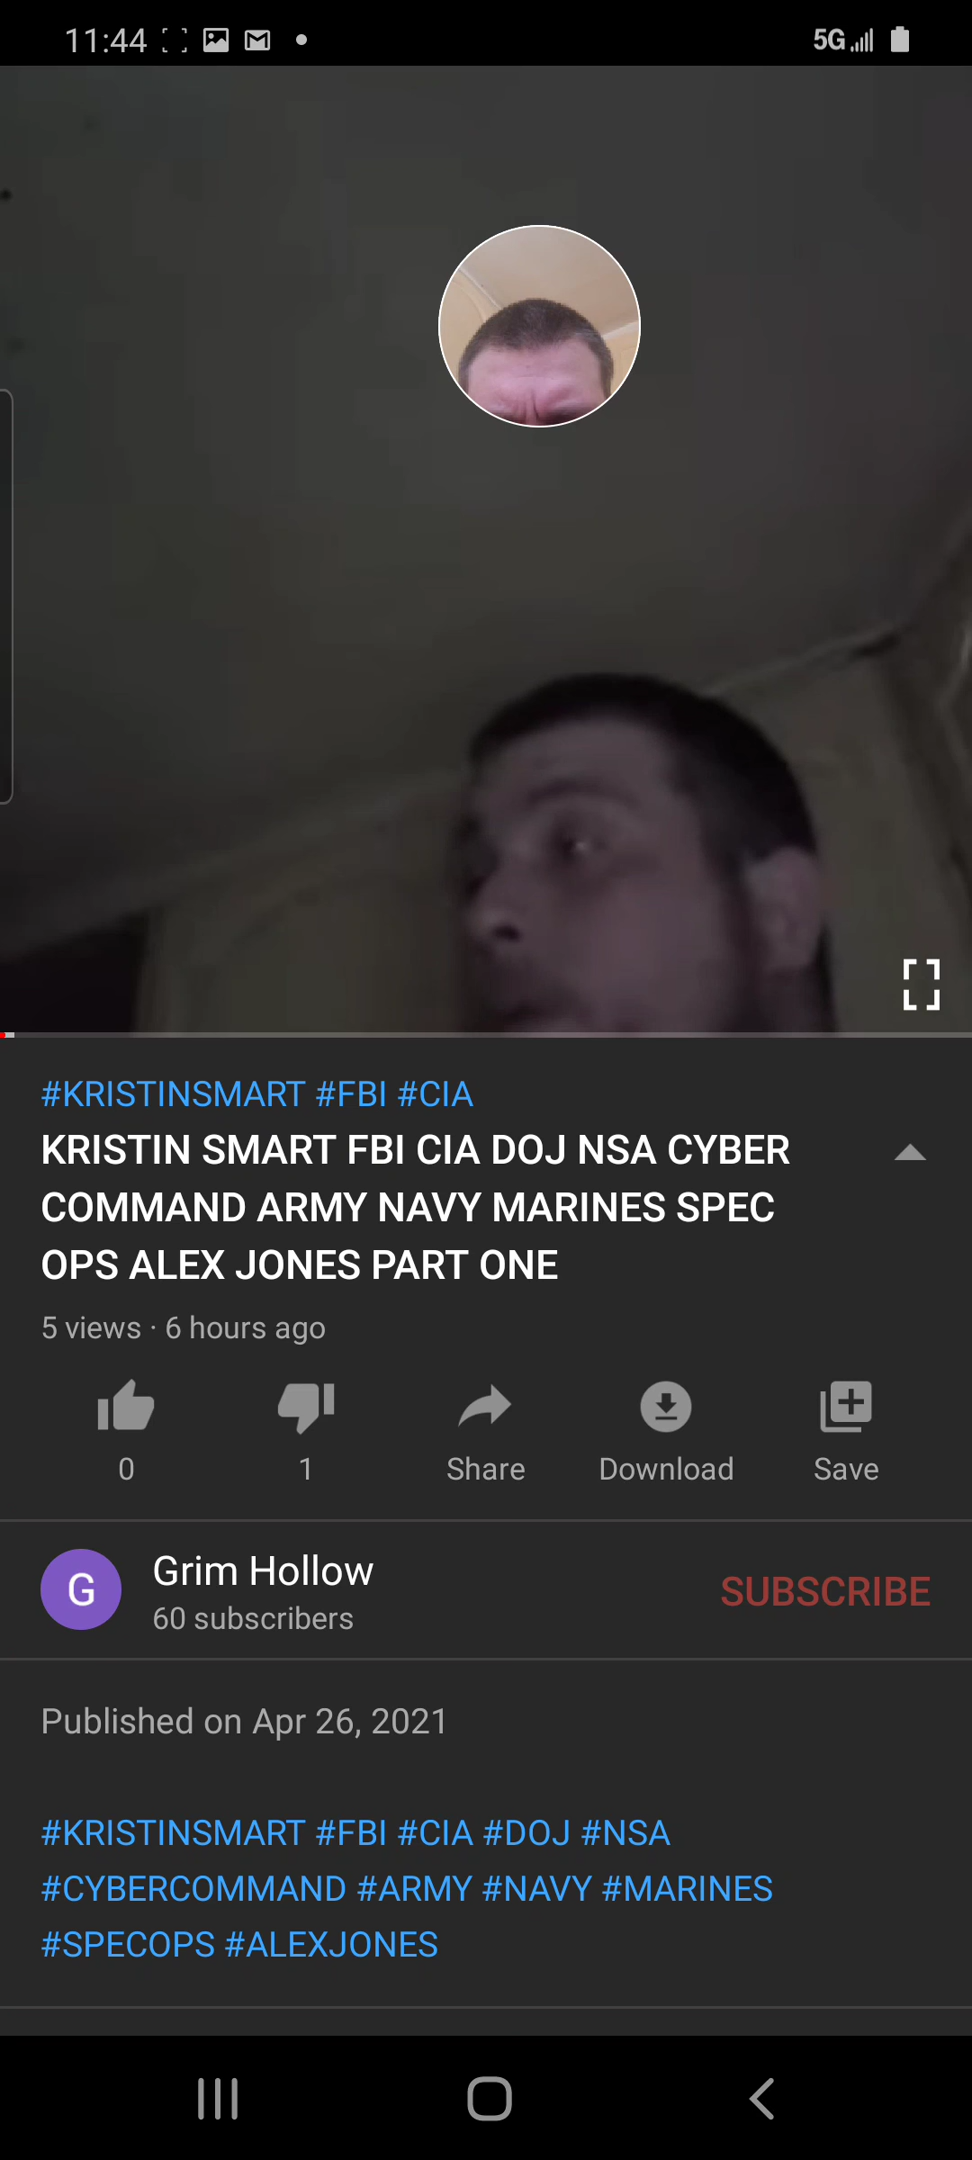 11:44
5G
#KRISTINSMART #FBI #CIA
KRISTIN SMART FBI CIA DOJ NSA CYBER
COMMAND ARMY NAVY MARINES SPEC
OPS ALEX JONES PART ONE
5 views · 6 hours ago
0
1
Share
Download
Save
G
Grim Hollow
60 subscribers
SUBSCRIBE
Published on Apr 26, 2021
#KRISTINSMART #FBI #CIA #DOJ #NSA
#CYBERCOMMAND #ARMY #NAVY #MARINES
#SPECOPS #ALEXJONES